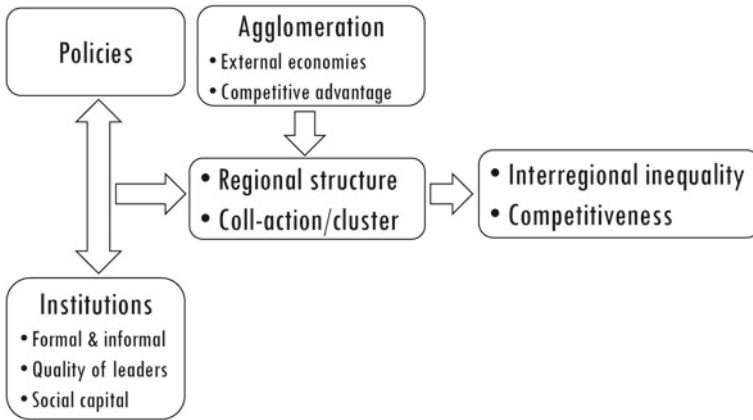 Policies
Agglomeration
• External economies
• Competitive advantage
• Regional structure
• Coll-action/cluster
• Interregional inequality
• Competitiveness
Institutions
• Formal & informal
• Quality of leaders
• Social capital